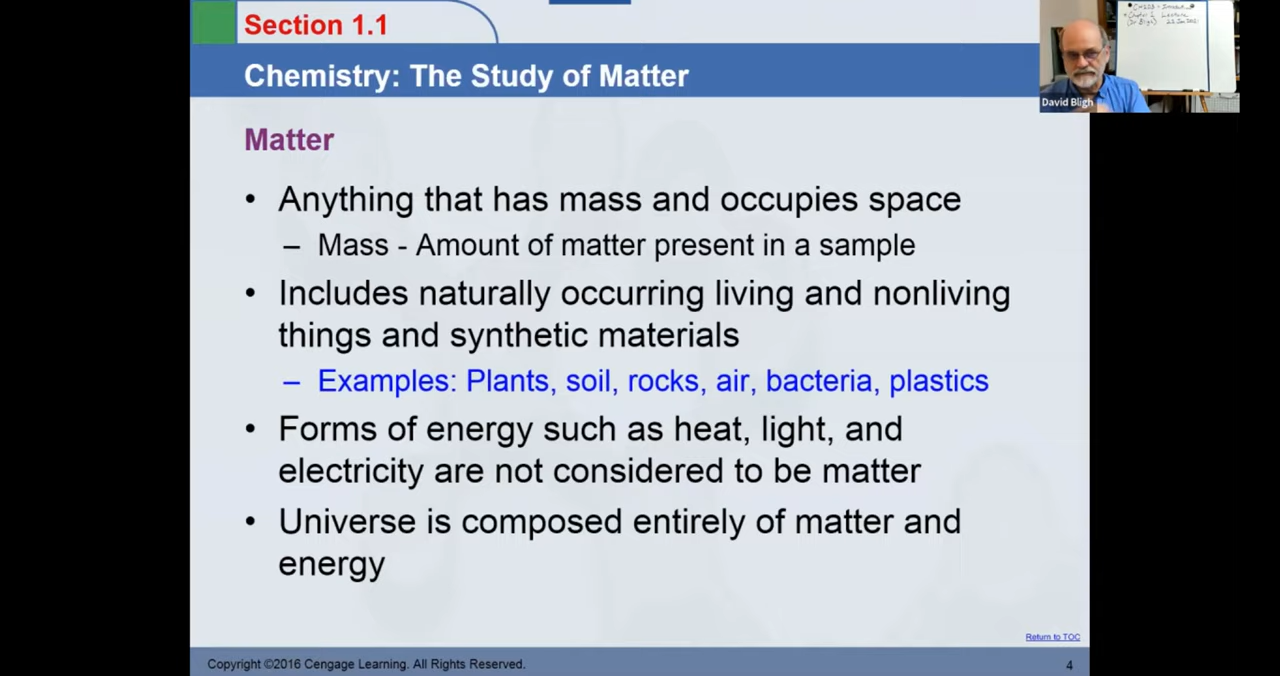 Section 1.1
Chemistry: The Study of Matter
David Bligh
Matter
• Anything that has mass and occupies space
– Mass - Amount of matter present in a sample
• Includes naturally occurring living and nonliving
things and synthetic materials
– Examples: Plants, soil, rocks, air, bacteria, plastics
• Forms of energy such as heat, light, and
electricity are not considered to be matter
• Universe is composed entirely of matter and
energy
Return to TOC
Copyright ©2016 Cengage Learning. All Rights Reserved.
4